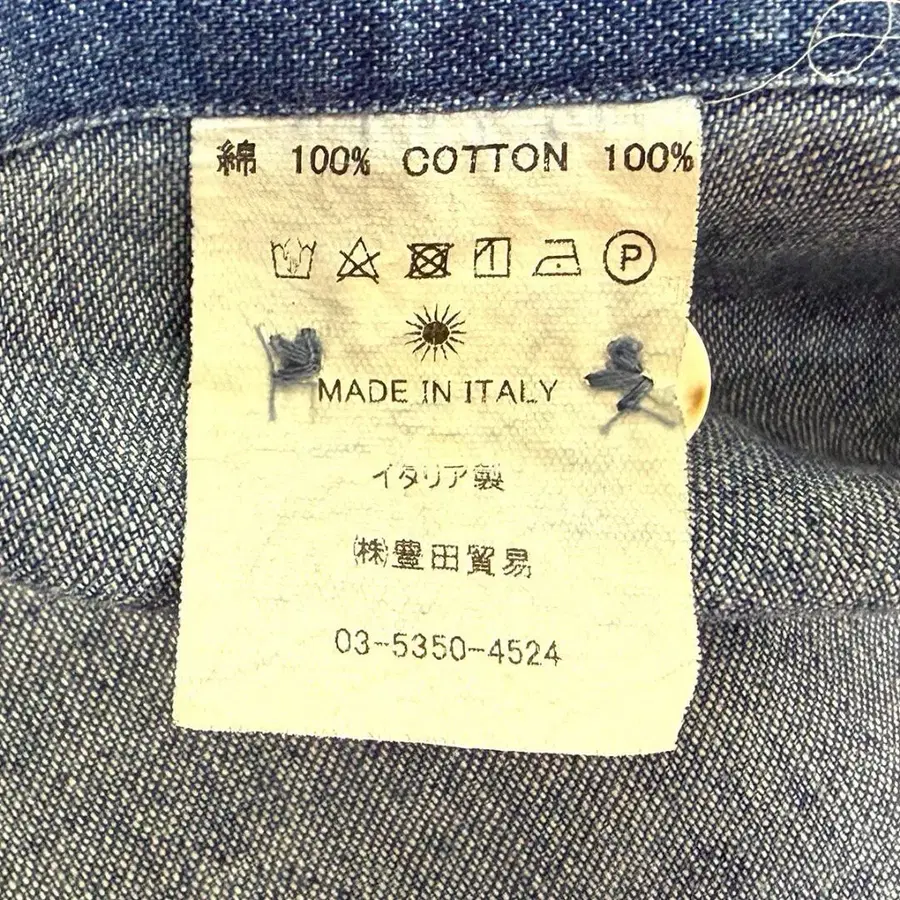 綿 100% COTTON 100%
P
MADE IN ITALY
イタリア製
㈱豊田貿易
03-5350-4524